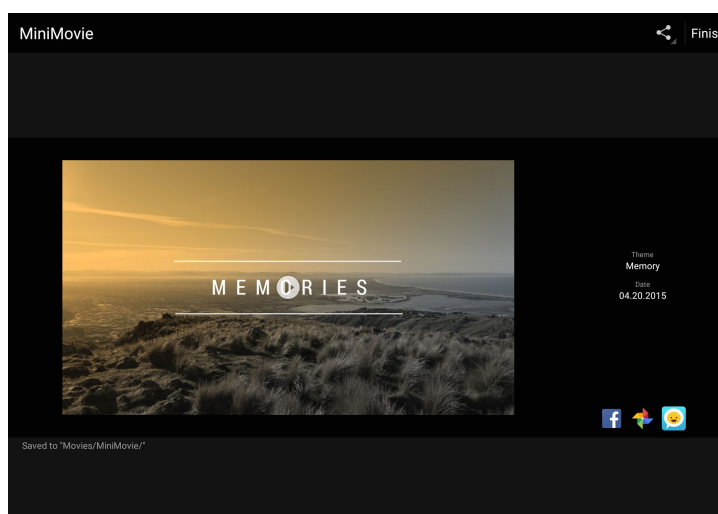 MiniMovie
Finis
MEMORIES
Theme
Memory
Date
04.20.2015
Saved to "Movies/MiniMovie/"